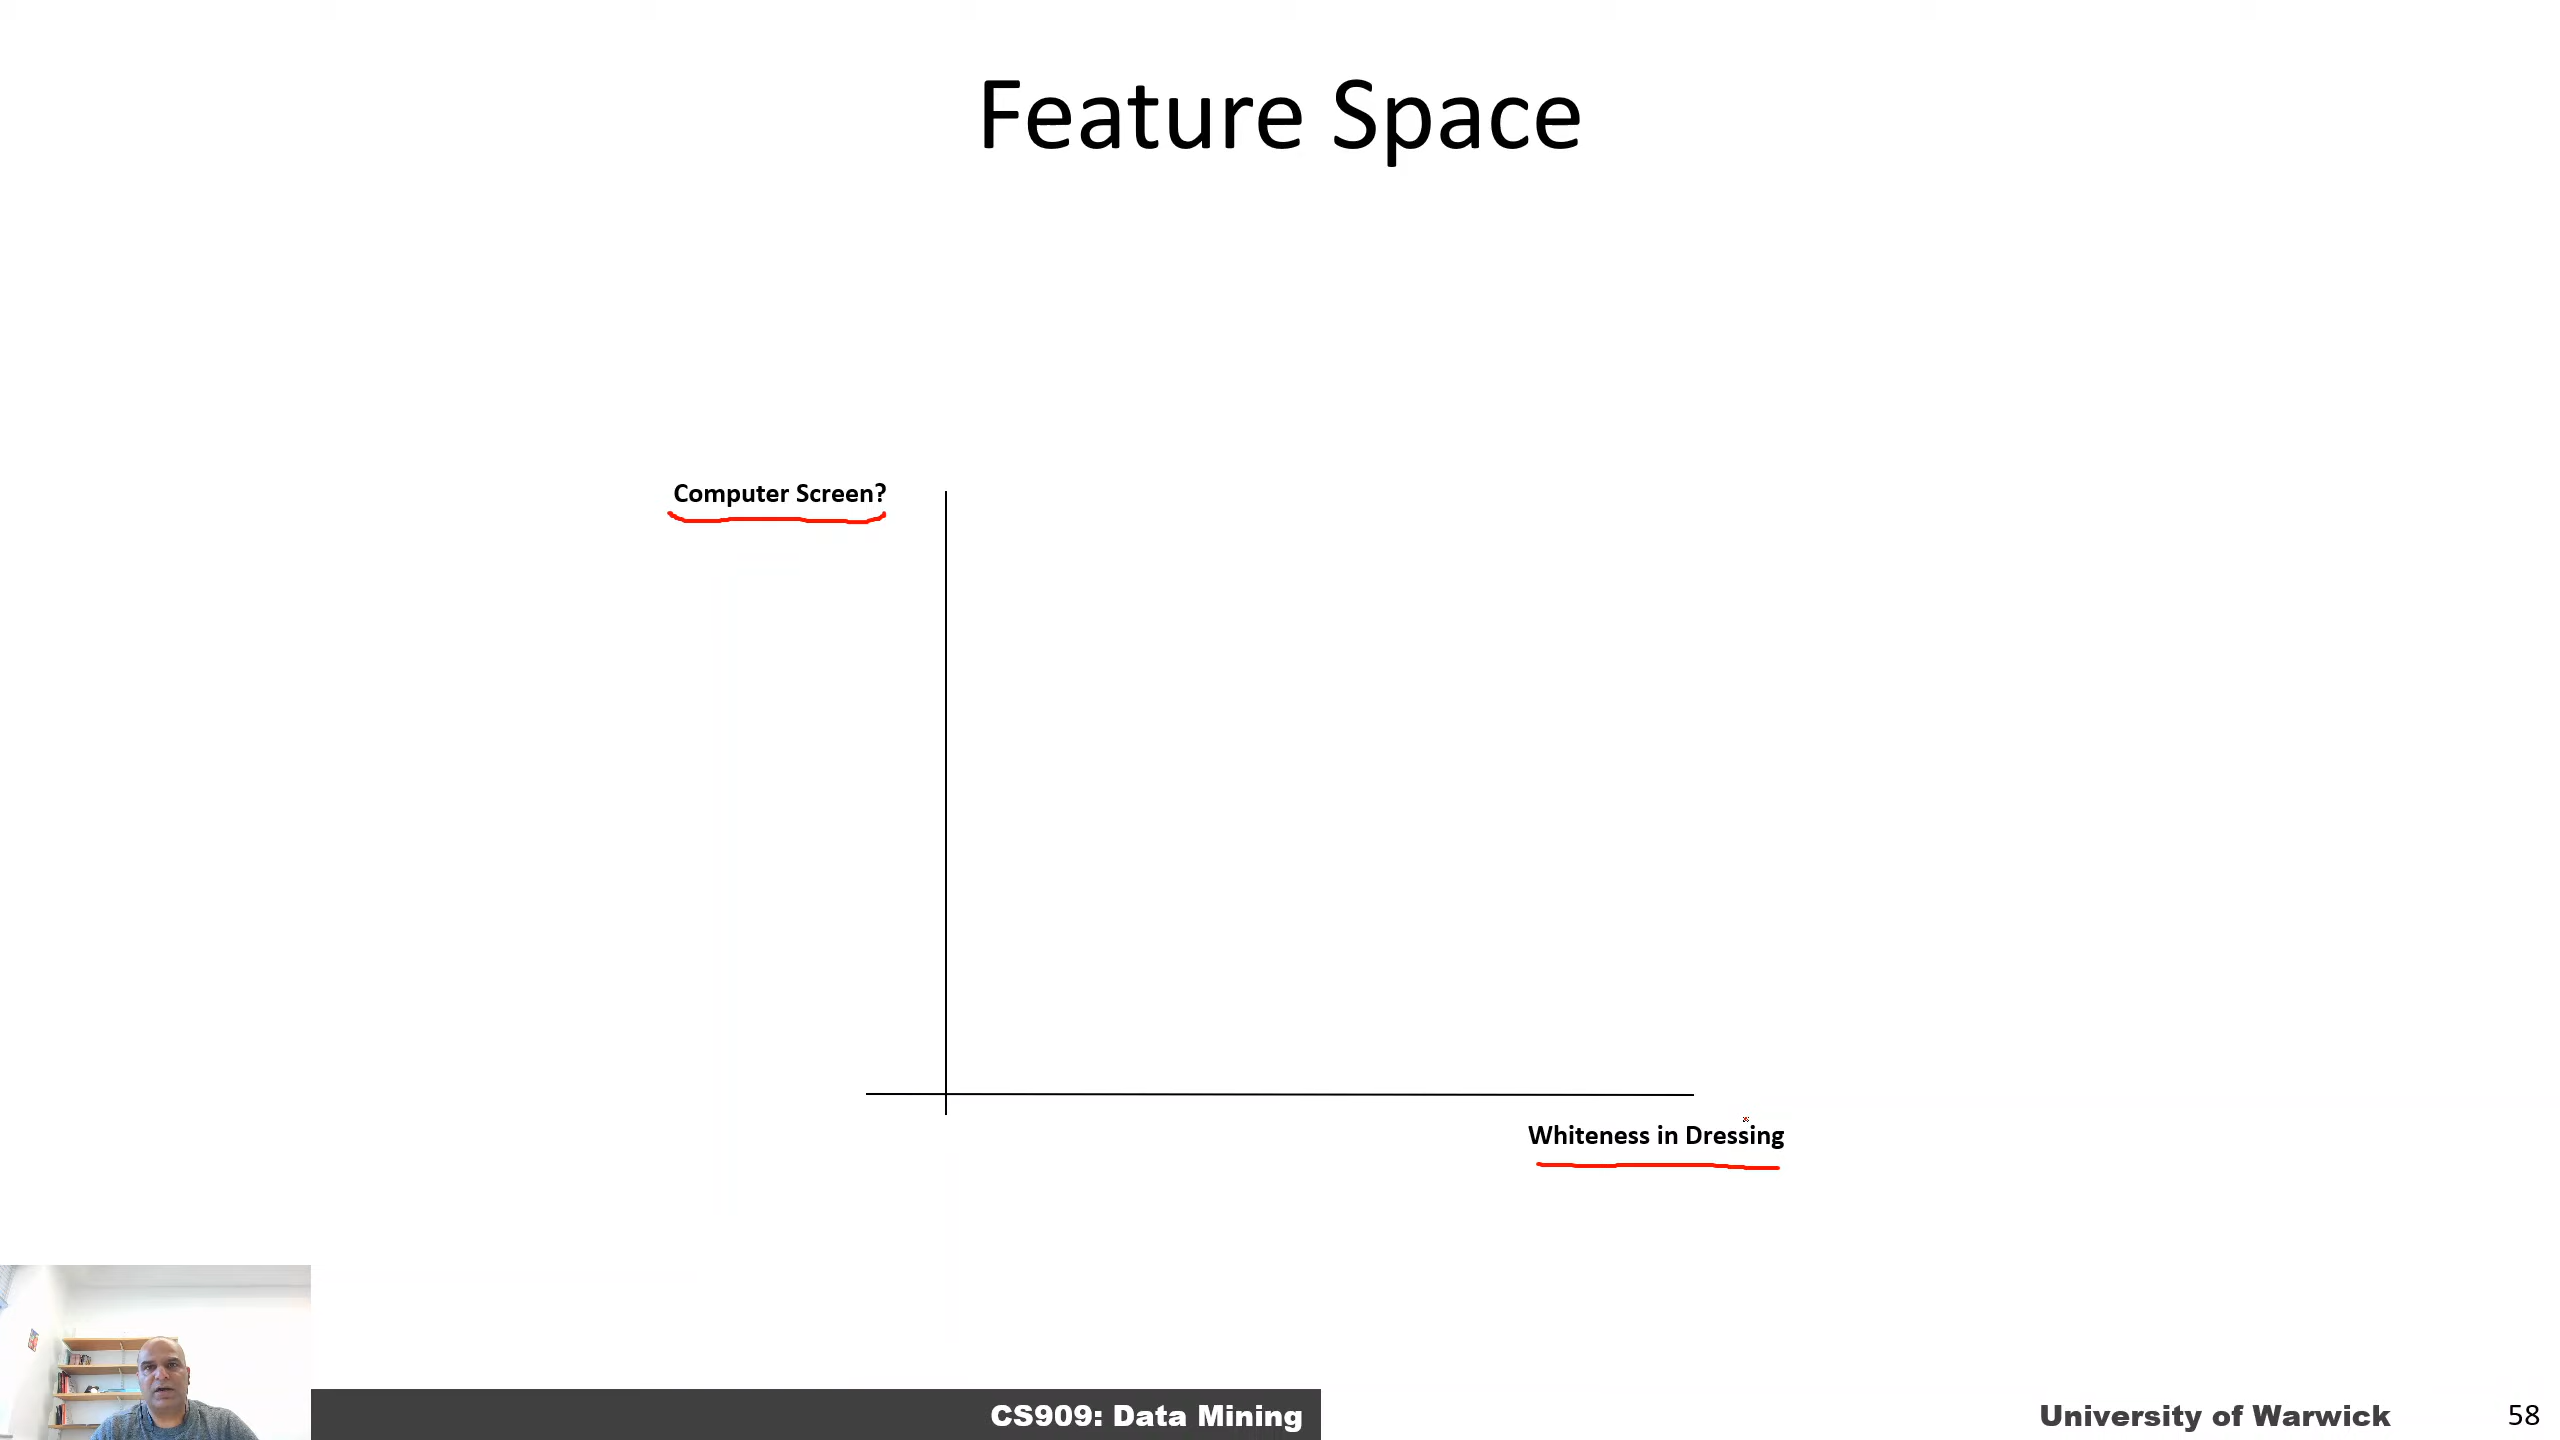 Feature Space
Computer Screen?
Whiteness in Dressing
CS909: Data Mining
University of Warwick
58